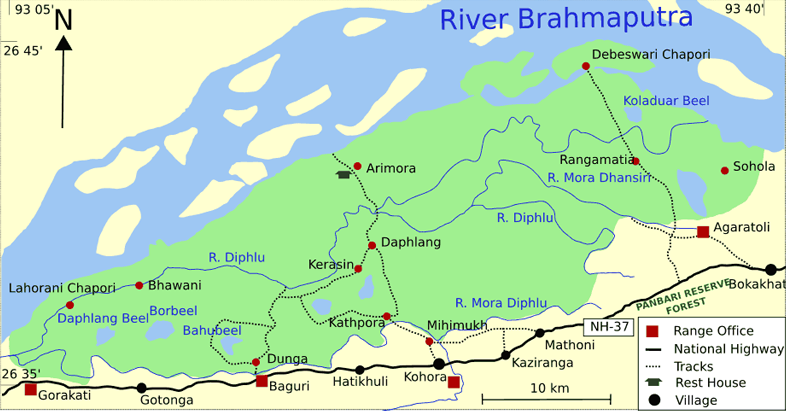 93 05'
N
River Brahmaputra
93 40'
26 45'
Debeswari Chapori
Koladuar Beel
Rangamatia
Sohola
Arimora
R. Mora Dhansiri
R. Diphlu
Agaratoli
Daphlang
R. Diphlu
Kerasin
Bokakhat
Lahorani Chapori
Bhawani
PANBARI RESERVE
FOREST
Daphlang Beel
Borbeel
R. Mora Diphlu
Bahubeel
Kathpora
Mihimukh
NH-37
Mathoni
Dunga
Kaziranga
26 35'
Gorakati
Gotonga
Baguri
Hatikhuli
Kohora
10 km
Range Office
National Highway
Tracks
Rest House
Village